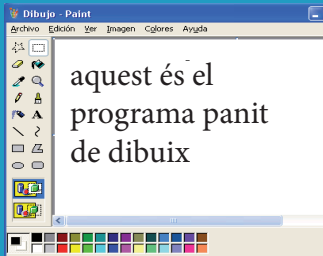 Dibujo - Paint
Archivo Edición Ver Imagen Colores Ayuda
aquest és el
programa panit
de dibuix